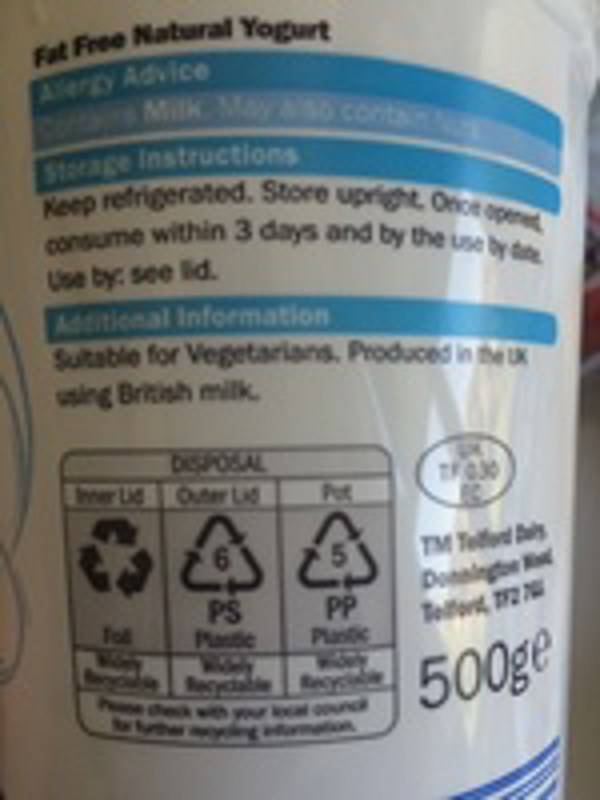 Fat Free Natural Yogurt
Allergy Advice
Contains Milk. May also contain Nuts.
Storage Instructions
Keep refrigerated. Store upright. Once opened,
consume within 3 days and by the use by date.
Use by: see lid.
Additional Information
Suitable for Vegetarians. Produced in the UK
using British milk.
DISPOSAL
Inner Lid Outer Lid Pot
6 5
PS PP
Foil Plastic Plastic
Widely Widely Widely
Recyclable Recyclable Recyclable
Please check with your local council
for further recycling information.
UK
TF 030
EC
TM Telford Dairy,
Donnington Wood,
Telford, TF2
500g e